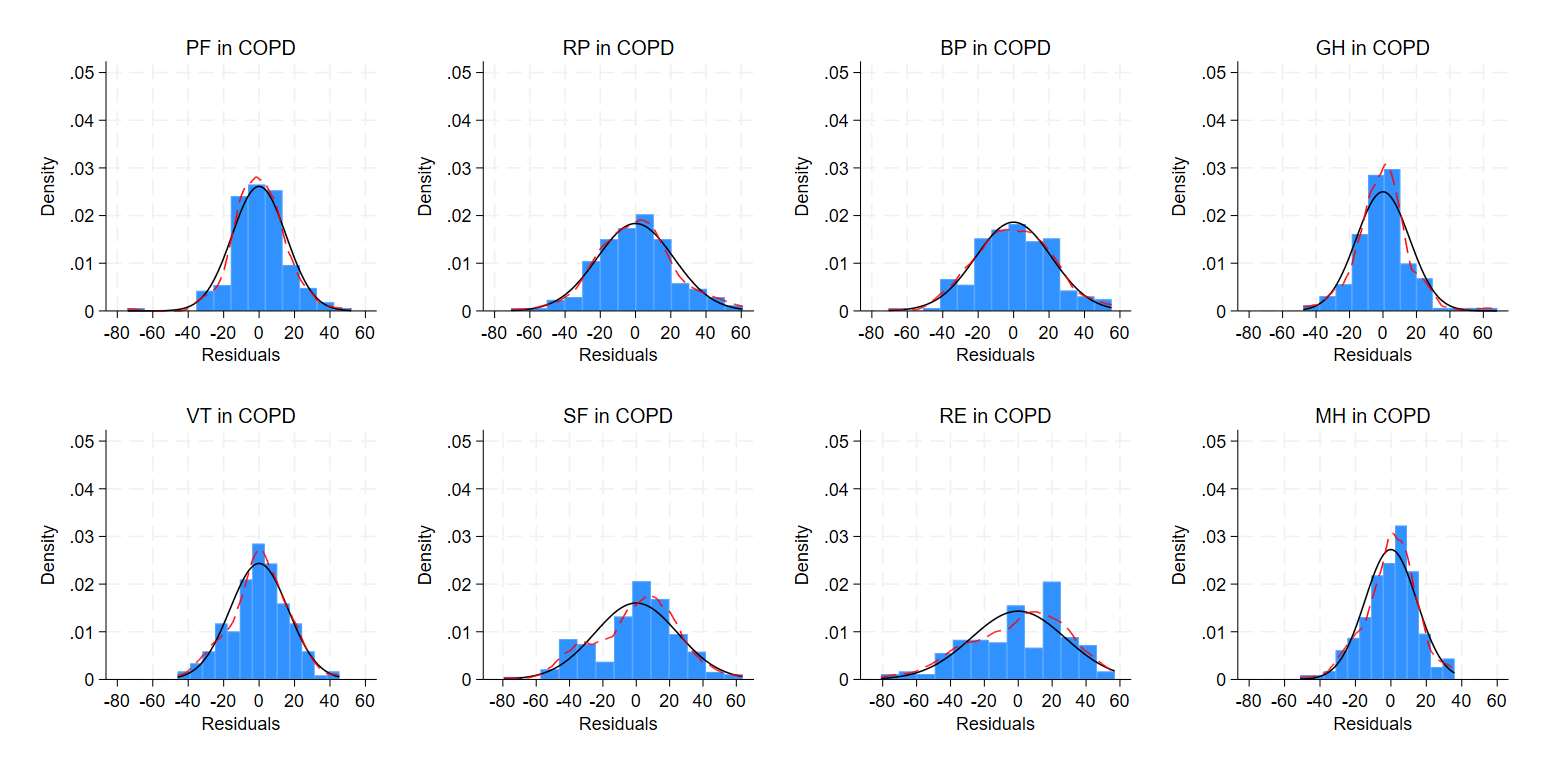 PF in COPD
RP in COPD
BP in COPD
GH in COPD
.05
.04
.03
.02
.01
0
Density
-80 -60 -40 -20 0 20 40 60
Residuals
.05
.04
.03
.02
.01
0
Density
-80 -60 -40 -20 0 20 40 60
Residuals
.05
.04
.03
.02
.01
0
Density
-80 -60 -40 -20 0 20 40 60
Residuals
.05
.04
.03
.02
.01
0
Density
-80 -60 -40 -20 0 20 40 60
Residuals
VT in COPD
SF in COPD
RE in COPD
MH in COPD
.05
.04
.03
.02
.01
0
Density
-80 -60 -40 -20 0 20 40 60
Residuals
.05
.04
.03
.02
.01
0
Density
-80 -60 -40 -20 0 20 40 60
Residuals
.05
.04
.03
.02
.01
0
Density
-80 -60 -40 -20 0 20 40 60
Residuals
.05
.04
.03
.02
.01
0
Density
-80 -60 -40 -20 0 20 40 60
Residuals